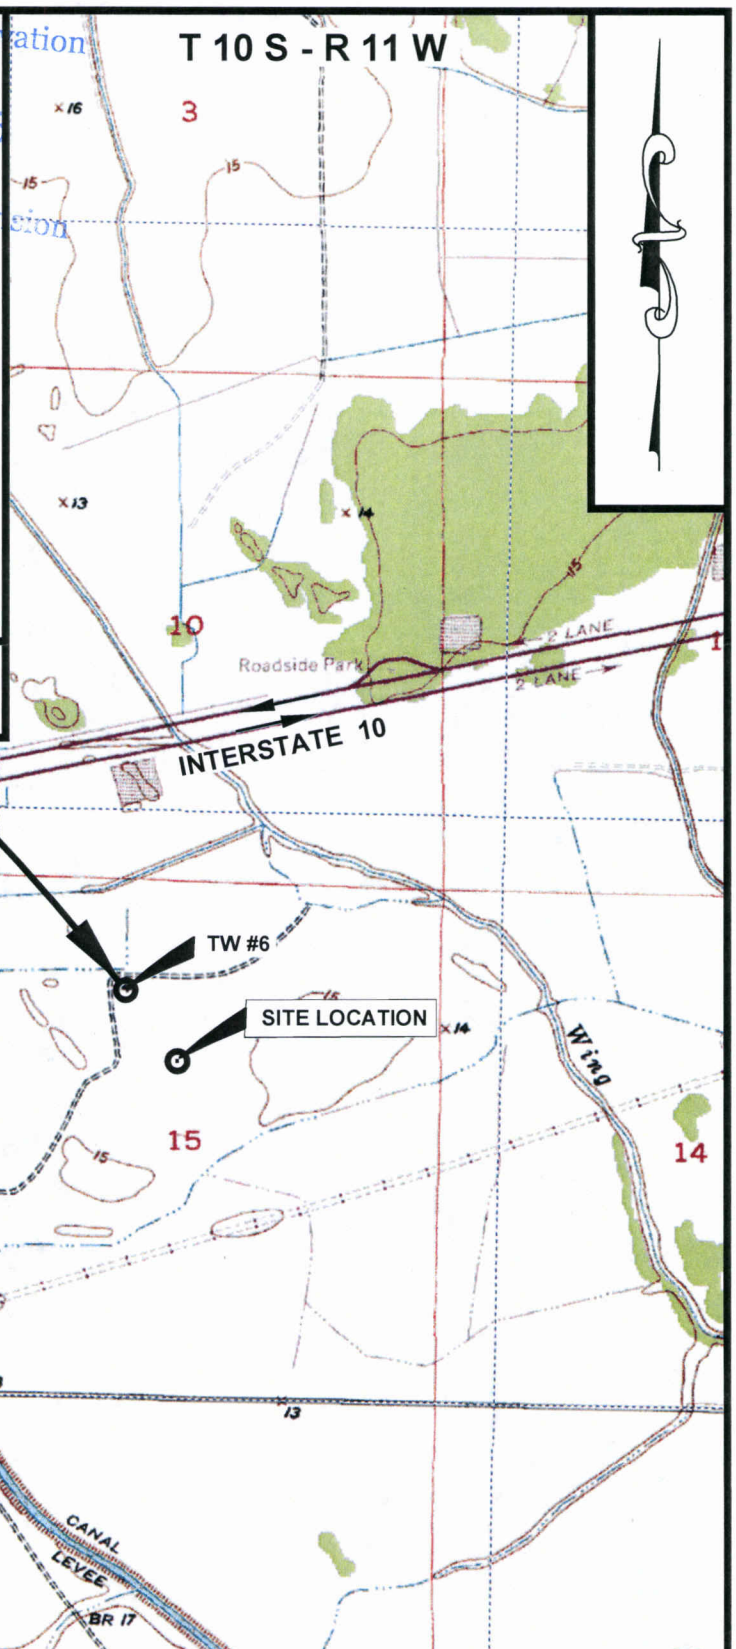 T 10 S - R 11 W
ation
16
3
15
15
sion
13
14
15
10
2 LANE
Roadside Park
2 LANE
INTERSTATE 10
TW #6
15
SITE LOCATION
14
Wing
15
14
15
13
CANAL
LEVEE
BR 17